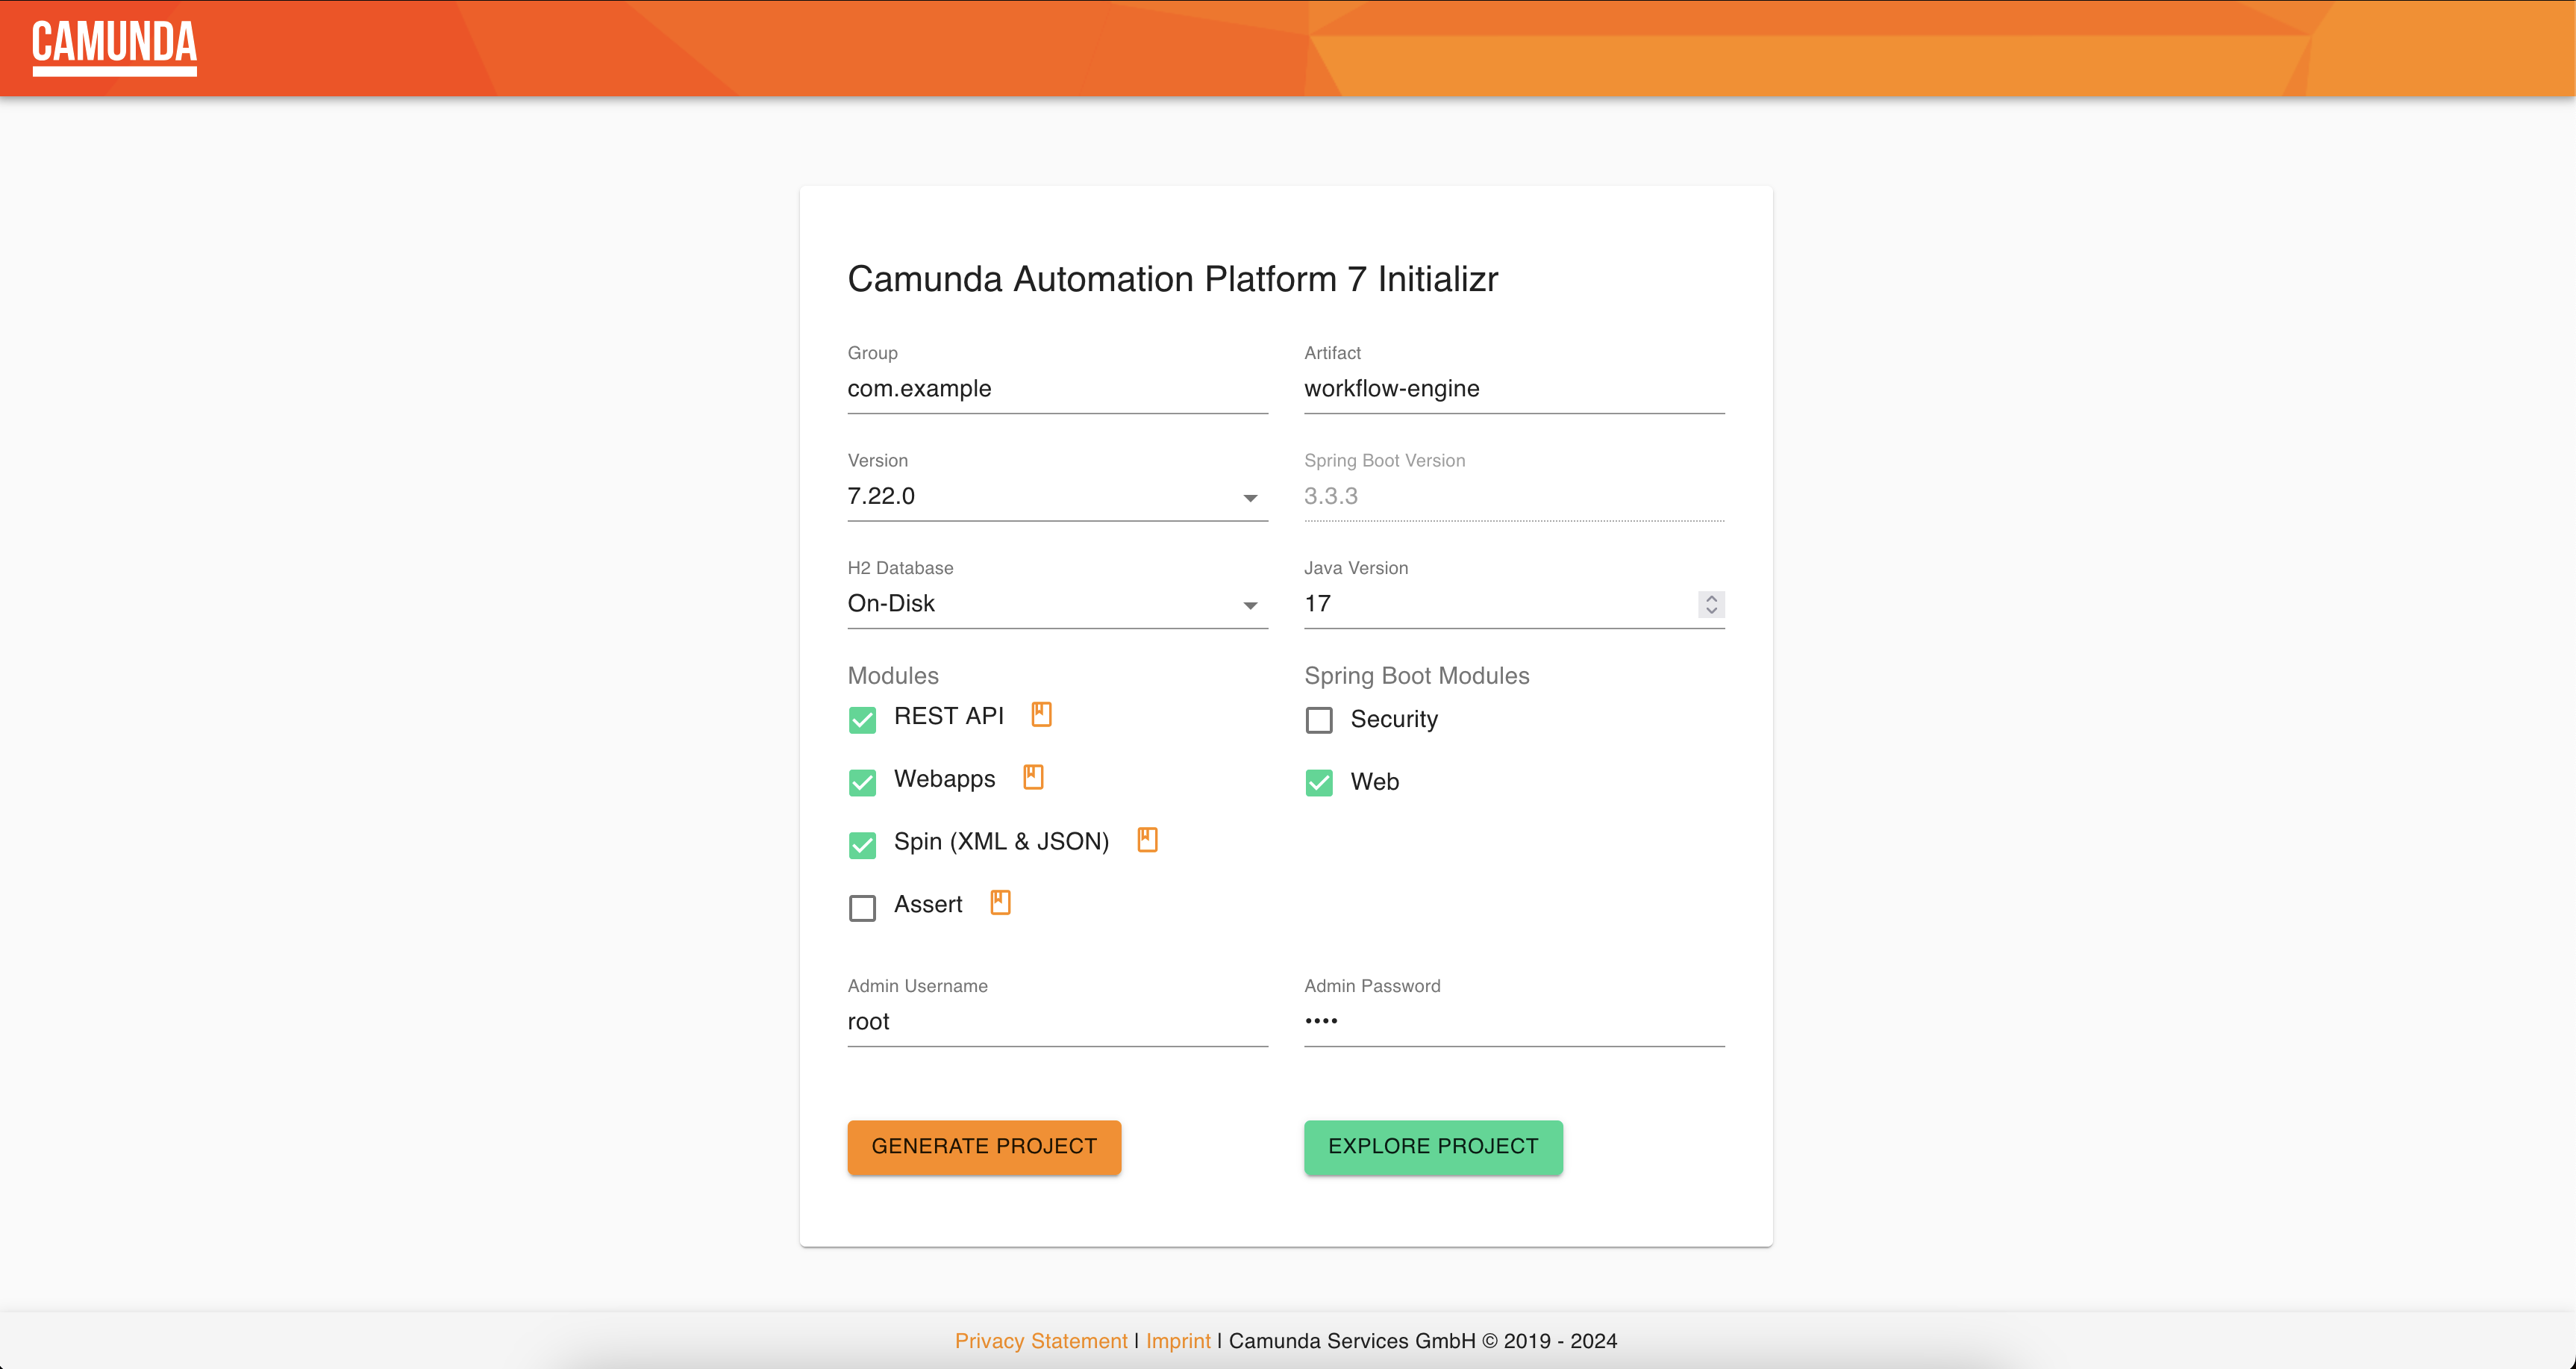 CAMUNDA
Camunda Automation Platform 7 Initializr
Group
com.example
Artifact
workflow-engine
Version
7.22.0
Spring Boot Version
3.3.3
H2 Database
On-Disk
Java Version
17
Modules
REST API
Webapps
Spin (XML & JSON)
Assert
Spring Boot Modules
Security
Web
Admin Username
root
Admin Password
••••
GENERATE PROJECT
EXPLORE PROJECT
Privacy Statement | Imprint | Camunda Services GmbH © 2019 - 2024